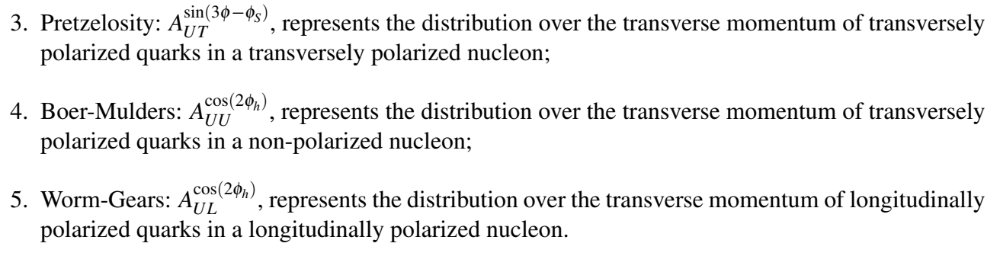 3. Pretzelosity: $A_{UT}^{\sin(3\phi-\phi_S)}$, represents the distribution over the transverse momentum of transversely
polarized quarks in a transversely polarized nucleon;
4. Boer-Mulders: $A_{UU}^{\cos(2\phi_h)}$, represents the distribution over the transverse momentum of transversely
polarized quarks in a non-polarized nucleon;
5. Worm-Gears: $A_{UL}^{\cos(2\phi_h)}$, represents the distribution over the transverse momentum of longitudinally
polarized quarks in a longitudinally polarized nucleon.